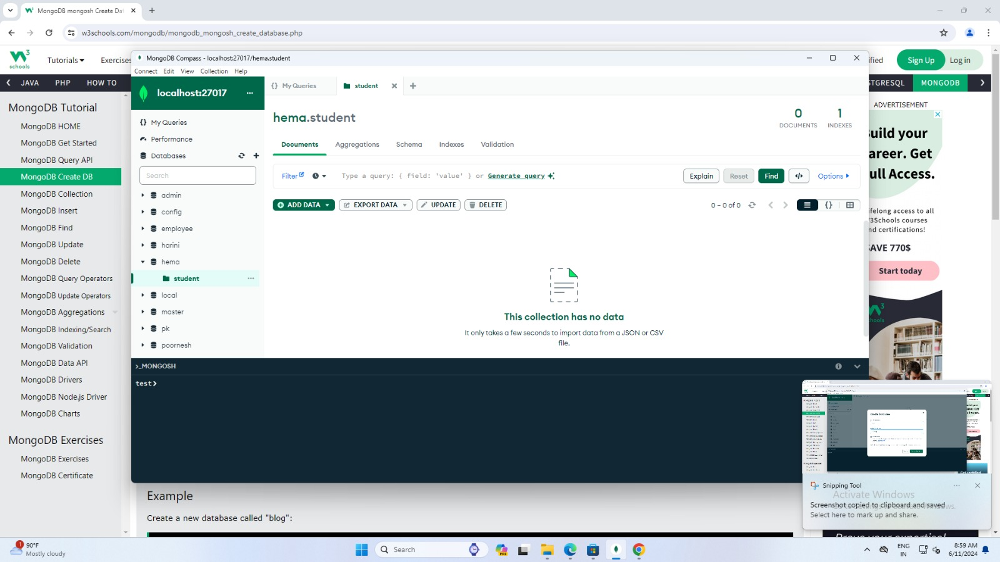 MongoDB mongosh Create Dat
w3schools.com/mongodb/mongodb_mongosh_create_database.php
schools
Tutorials
Exercises
ified
Sign Up
Log in
JAVA
PHP
HOW TO
STGRESQL
MONGODB
MongoDB Tutorial
MongoDB HOME
MongoDB Get Started
MongoDB Query API
MongoDB Create DB
MongoDB Collection
MongoDB Insert
MongoDB Find
MongoDB Update
MongoDB Delete
MongoDB Query Operators
MongoDB Update Operators
MongoDB Aggregations
MongoDB Indexing/Search
MongoDB Validation
MongoDB Data API
MongoDB Drivers
MongoDB Node.js Driver
MongoDB Charts
MongoDB Exercises
MongoDB Exercises
MongoDB Certificate
MongoDB Compass - localhost:27017/hema.student
Connect Edit View Collection Help
localhost:27017
{} My Queries
Performance
Databases
Search
admin
config
employee
harini
hema
student
local
master
pk
poornesh
{} My Queries
student
hema.student
0
DOCUMENTS
1
INDEXES
Documents
Aggregations
Schema
Indexes
Validation
Filter
Type a query: { field: 'value' } or Generate query
Explain
Reset
Find
</>
Options
ADD DATA
EXPORT DATA
UPDATE
DELETE
0 – 0 of 0
{}
This collection has no data
It only takes a few seconds to import data from a JSON or CSV
file.
>_MONGOSH
test>
ADVERTISEMENT
uild your
areer. Get
ull Access.
ifelong access to all
3Schools courses
nd certifications!
SAVE 770$
Start today
chools
Example
Create a new database called "blog":
Snipping Tool
Activate Windows
Screenshot copied to clipboard and saved
Select here to mark up and share.
Prove your expertise!
1
90°F
Mostly cloudy
Search
PRE
ENG
IN
8:59 AM
6/11/2024